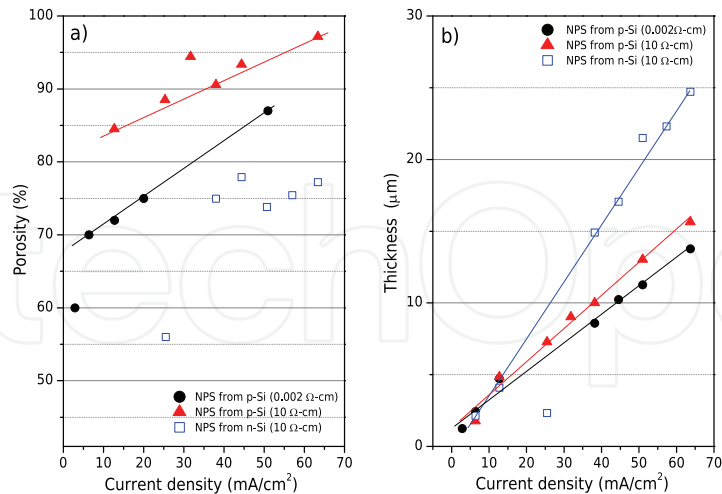 a)
100
90
80
70
60
50
Porosity (%)
NPS from p-Si (0.002 Ω-cm)
NPS from p-Si (10 Ω-cm)
NPS from n-Si (10 Ω-cm)
0 10 20 30 40 50 60 70
Current density (mA/cm²)
b)
NPS from p-Si (0.002Ω-cm)
NPS from p-Si (10 Ω-cm)
NPS from n-Si (10 Ω-cm)
30
20
10
0
Thickness (μm)
0 10 20 30 40 50 60 70
Current density (mA/cm²)
techOp